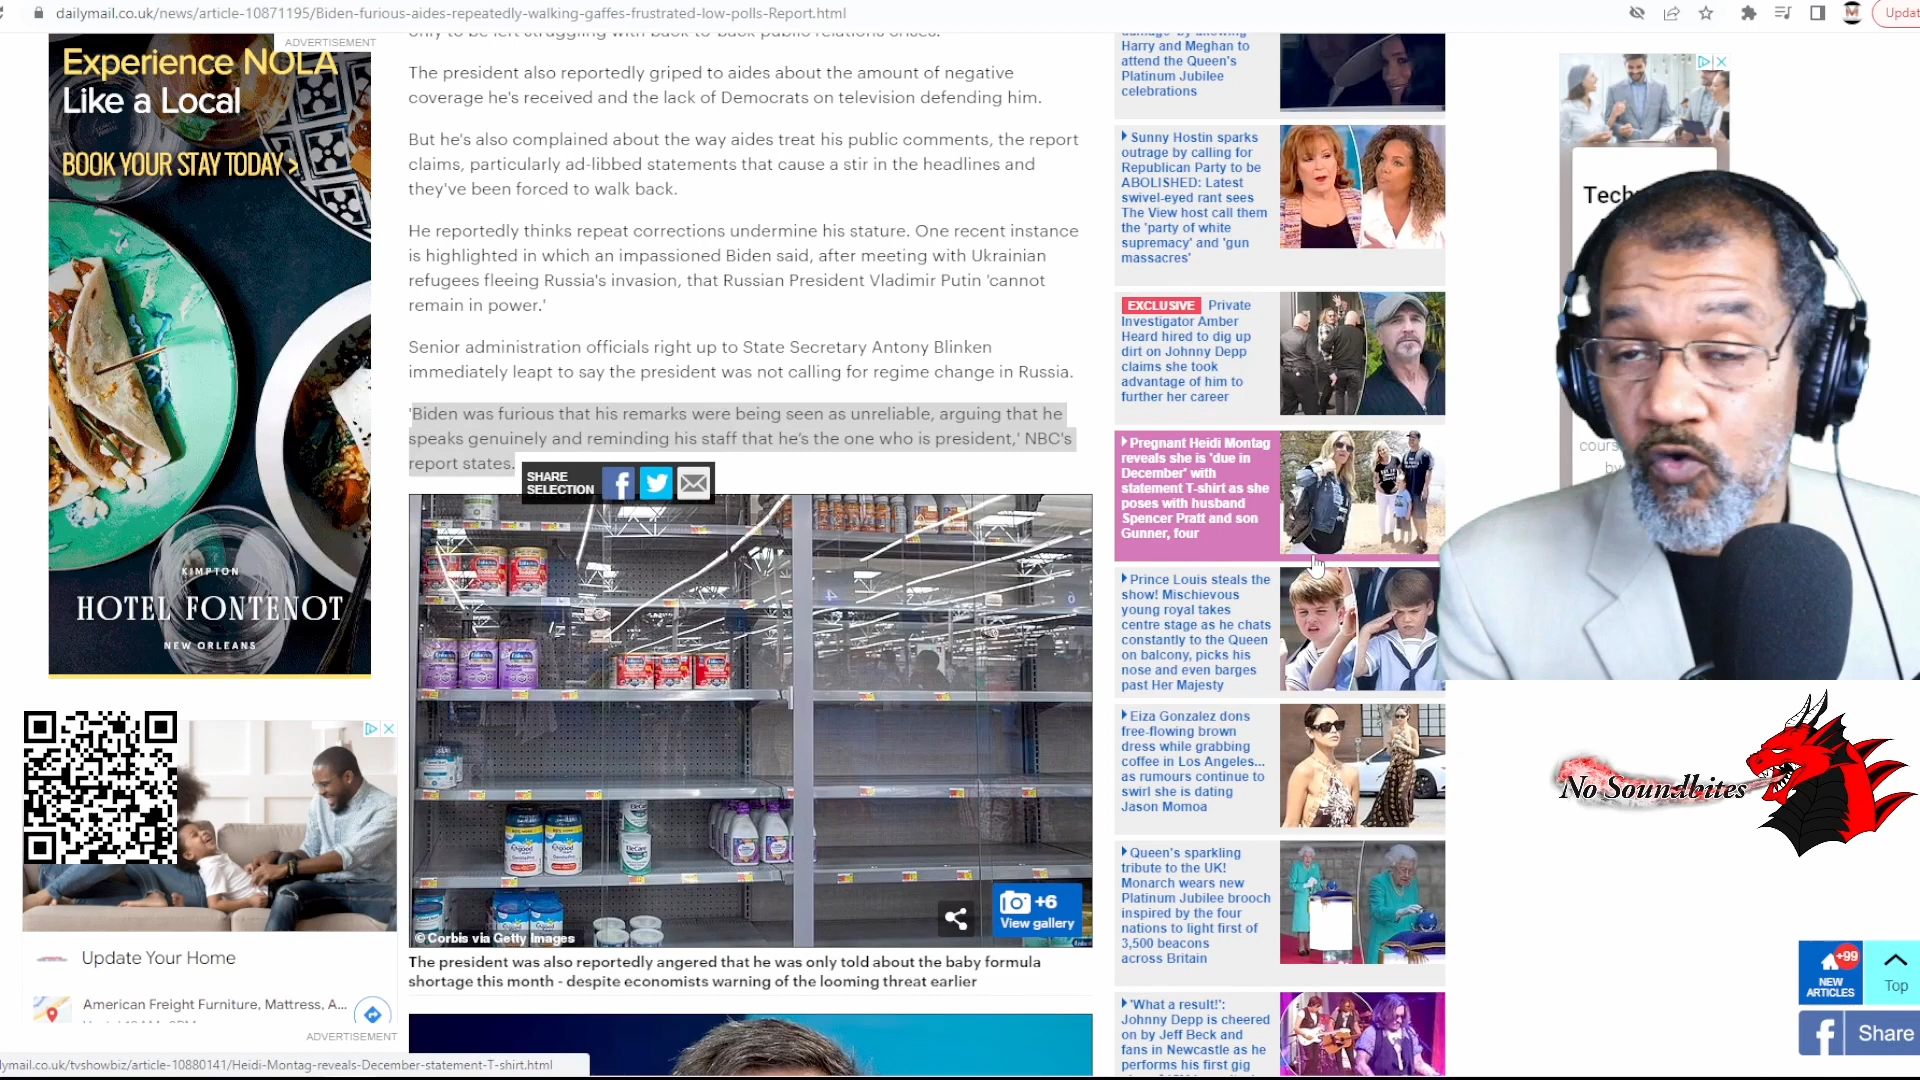 dailymail.co.uk/news/article-10871195/Biden-furious-aides-repeatedly-walking-gaffes-frustrated-low-polls-Report.html
Updat
ADVERTISEMENT
Experience NOLA
Like a Local
BOOK YOUR STAY TODAY >
KIMPTON
HOTEL FONTENOT
NEW ORLEANS
Update Your Home
American Freight Furniture, Mattress, A...
ADVERTISEMENT
lymail.co.uk/tvshowbiz/article-10880141/Heidi-Montag-reveals-December-statement-T-shirt.html
only to be left struggling with back-to-back public relations crises.
The president also reportedly griped to aides about the amount of negative
coverage he's received and the lack of Democrats on television defending him.
But he's also complained about the way aides treat his public comments, the report
claims, particularly ad-libbed statements that cause a stir in the headlines and
they've been forced to walk back.
He reportedly thinks repeat corrections undermine his stature. One recent instance
is highlighted in which an impassioned Biden said, after meeting with Ukrainian
refugees fleeing Russia's invasion, that Russian President Vladimir Putin 'cannot
remain in power.'
Senior administration officials right up to State Secretary Antony Blinken
immediately leapt to say the president was not calling for regime change in Russia.
'Biden was furious that his remarks were being seen as unreliable, arguing that he
speaks genuinely and reminding his staff that he's the one who is president,' NBC's
report states.
SHARE
SELECTION
+6
View gallery
© Corbis via Getty Images
The president was also reportedly angered that he was only told about the baby formula
shortage this month - despite economists warning of the looming threat earlier
damage' by allowing
Harry and Meghan to
attend the Queen's
Platinum Jubilee
celebrations
Sunny Hostin sparks
outrage by calling for
Republican Party to be
ABOLISHED: Latest
swivel-eyed rant sees
The View host call them
the 'party of white
supremacy' and 'gun
massacres'
EXCLUSIVE Private
Investigator Amber
Heard hired to dig up
dirt on Johnny Depp
claims she took
advantage of him to
further her career
Pregnant Heidi Montag
reveals she is 'due in
December' with
statement T-shirt as she
poses with husband
Spencer Pratt and son
Gunner, four
Prince Louis steals the
show! Mischievous
young royal takes
centre stage as he chats
constantly to the Queen
on balcony, picks his
nose and even barges
past Her Majesty
Eiza Gonzalez dons
free-flowing brown
dress while grabbing
coffee in Los Angeles...
as rumours continue to
swirl she is dating
Jason Momoa
Queen's sparkling
tribute to the UK!
Monarch wears new
Platinum Jubilee brooch
inspired by the four
nations to light first of
3,500 beacons
across Britain
'What a result!':
Johnny Depp is cheered
on by Jeff Beck and
fans in Newcastle as he
performs his first gig
Tech
cours
by
No Soundbites
+99
NEW
ARTICLES
Top
Share